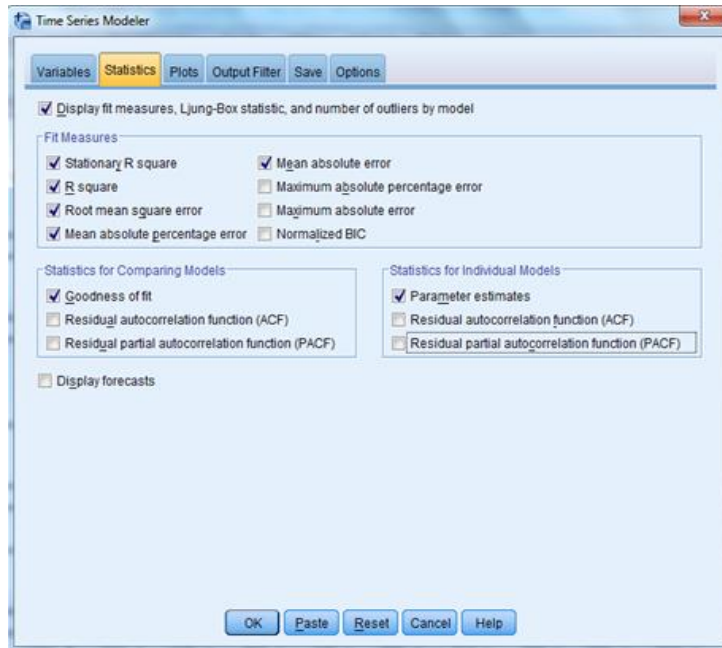 Time Series Modeler
Variables Statistics Plots Output Filter Save Options
Display fit measures, Ljung-Box statistic, and number of outliers by model
Fit Measures
Stationary R square
R square
Root mean square error
Mean absolute percentage error
Mean absolute error
Maximum absolute percentage error
Maximum absolute error
Normalized BIC
Statistics for Comparing Models
Goodness of fit
Residual autocorrelation function (ACF)
Residual partial autocorrelation function (PACF)
Statistics for Individual Models
Parameter estimates
Residual autocorrelation function (ACF)
Residual partial autocorrelation function (PACF)
Display forecasts
OK Paste Reset Cancel Help